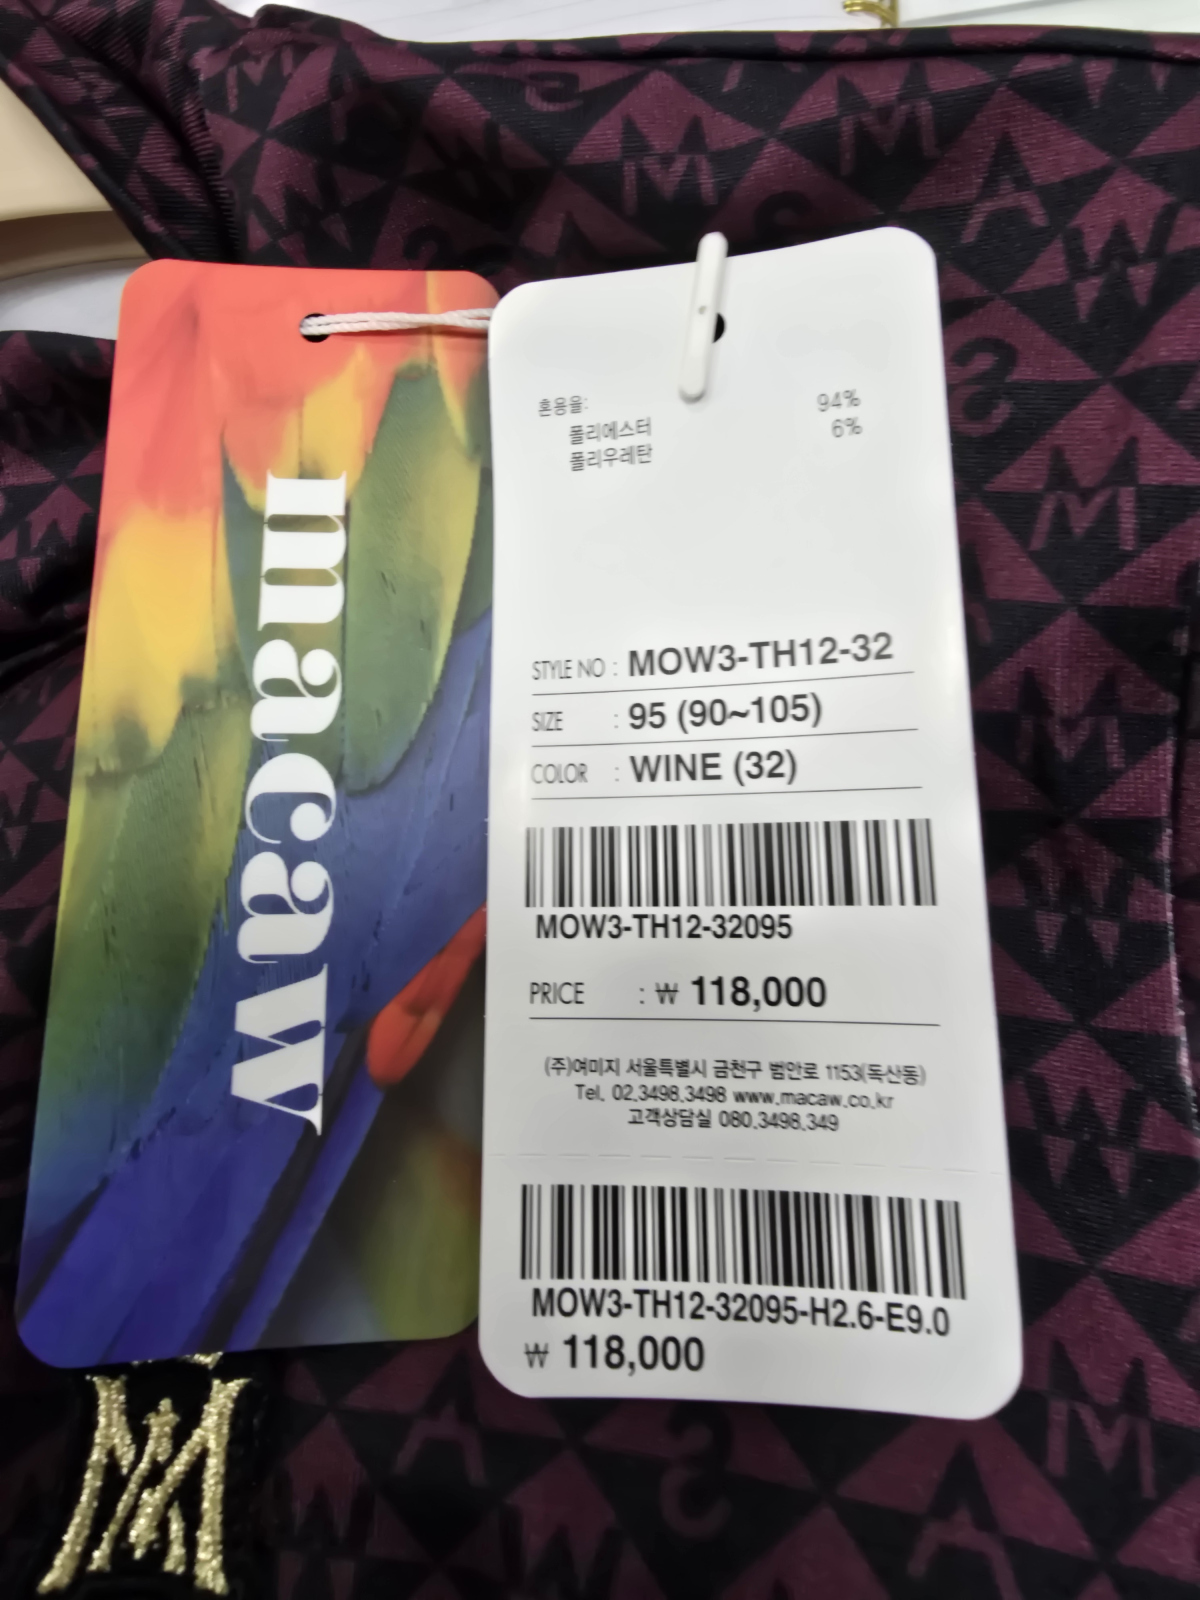 macaw
혼용율:
폴리에스터 94%
폴리우레탄 6%
STYLE NO : MOW3-TH12-32
SIZE : 95 (90~105)
COLOR : WINE (32)
MOW3-TH12-32095
PRICE : ₩ 118,000
(주)여미지 서울특별시 금천구 범안로 1153(독산동)
Tel. 02.3498.3498 www.macaw.co.kr
고객상담실 080.3498.349
MOW3-TH12-32095-H2.6-E9.0
₩ 118,000